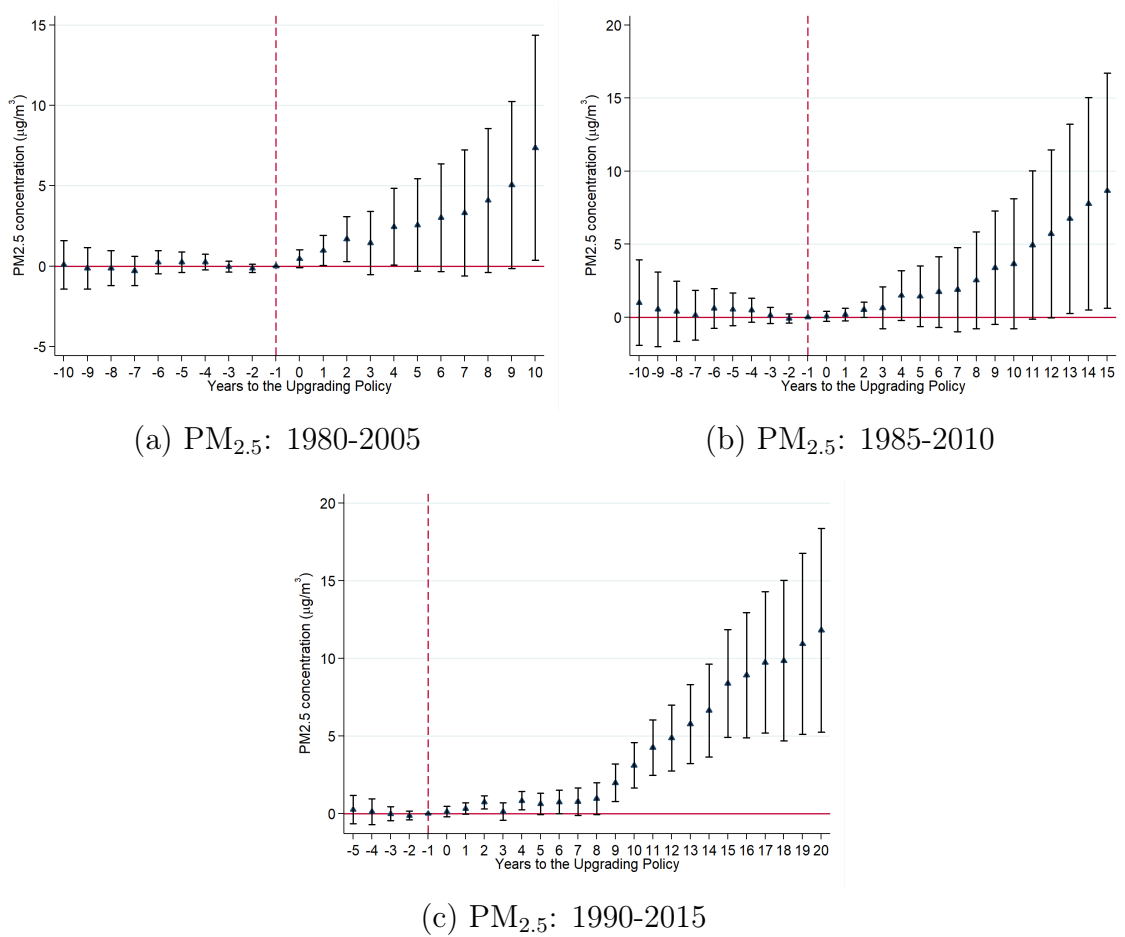 15
10
5
0
-5
PM2.5 concentration (μg/m³)
-10 -9 -8 -7 -6 -5 -4 -3 -2 -1 0 1 2 3 4 5 6 7 8 9 10
Years to the Upgrading Policy
(a) PM₂.₅: 1980-2005
20
15
10
5
0
PM2.5 concentration (μg/m³)
-10 -9 -8 -7 -6 -5 -4 -3 -2 -1 0 1 2 3 4 5 6 7 8 9 10 11 12 13 14 15
Years to the Upgrading Policy
(b) PM₂.₅: 1985-2010
20
15
10
5
0
PM2.5 concentration (μg/m³)
-5 -4 -3 -2 -1 0 1 2 3 4 5 6 7 8 9 10 11 12 13 14 15 16 17 18 19 20
Years to the Upgrading Policy
(c) PM₂.₅: 1990-2015